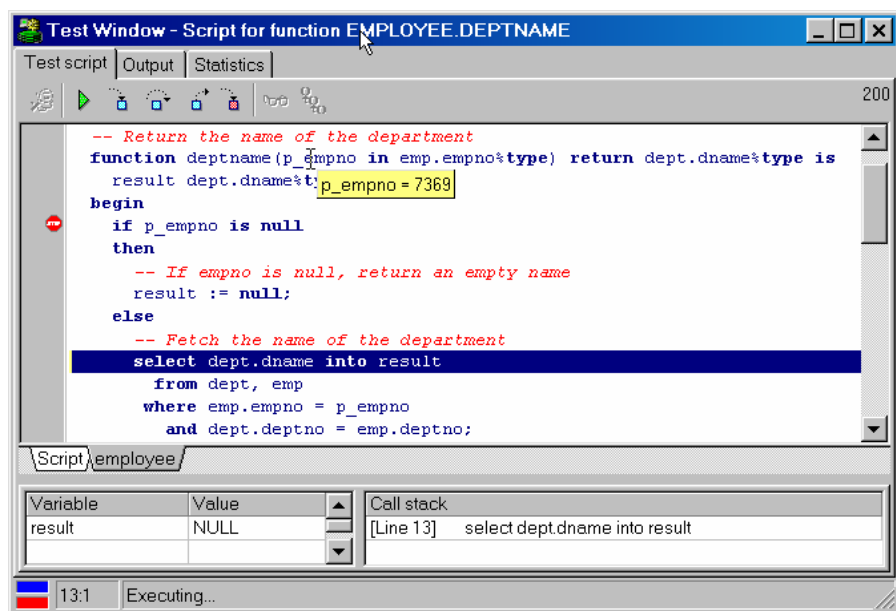 Test Window - Script for function EMPLOYEE.DEPTNAME
Test script Output Statistics
200
-- Return the name of the department
function deptname(p_empno in emp.empno%type) return dept.dname%type is
result dept.dname%ty
p_empno = 7369
begin
STOP
if p_empno is null
then
-- If empno is null, return an empty name
result := null;
else
-- Fetch the name of the department
select dept.dname into result
from dept, emp
where emp.empno = p_empno
and dept.deptno = emp.deptno;
Script employee
Variable Value
result NULL
Call stack
[Line 13] select dept.dname into result
13:1 Executing...